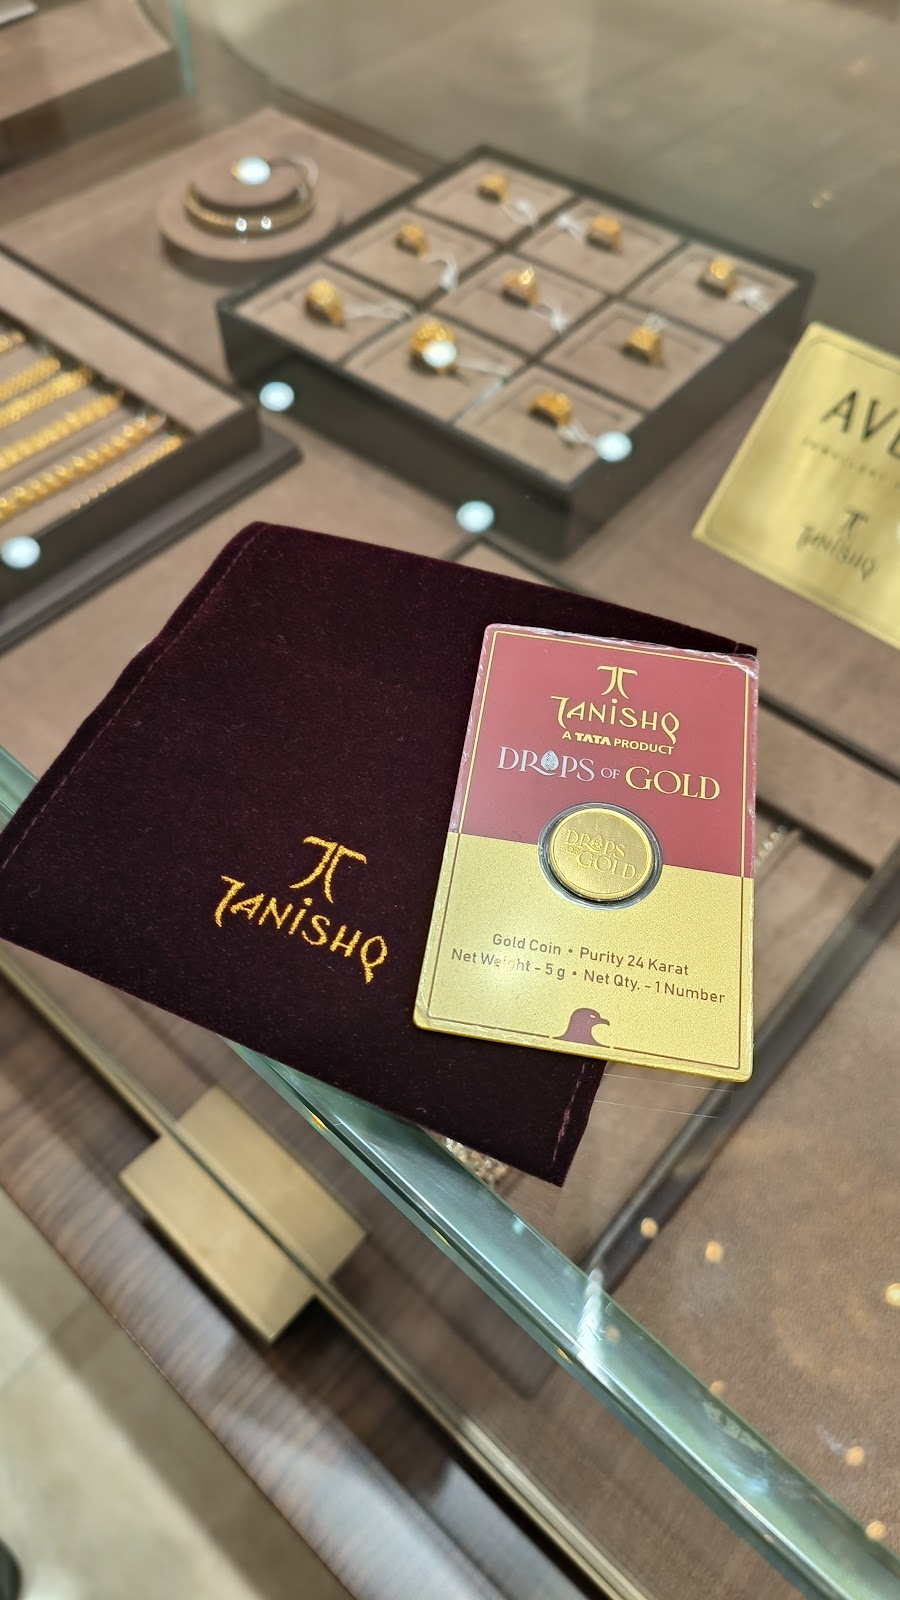 TANISHQ
TANISHQ
A TATA PRODUCT
DROPS OF GOLD
DROPS
OF GOLD
Gold Coin • Purity 24 Karat
Net Weight - 5 g • Net Qty. - 1 Number
TANISHQ